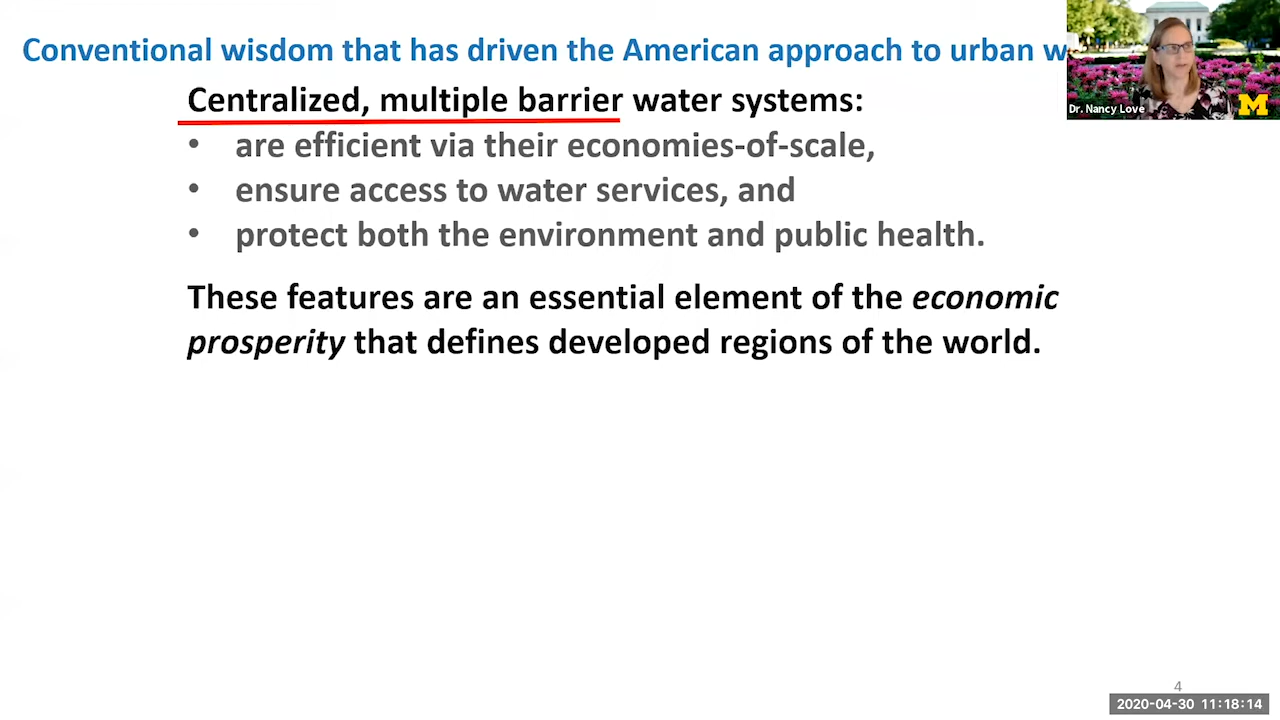 Conventional wisdom that has driven the American approach to urban
Centralized, multiple barrier water systems:
• are efficient via their economies-of-scale,
• ensure access to water services, and
• protect both the environment and public health.
These features are an essential element of the economic
prosperity that defines developed regions of the world.
Dr. Nancy Love
M
4
2020-04-30 11:18:14